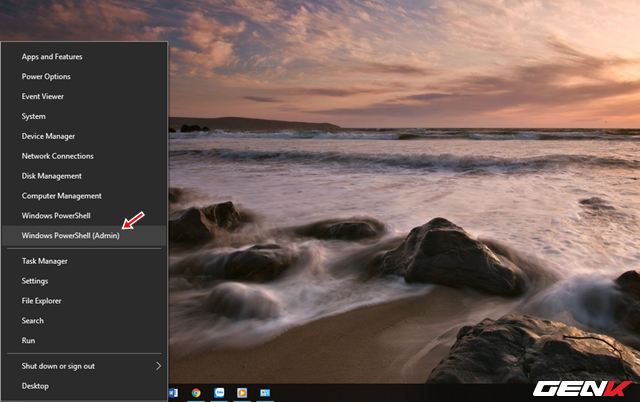 Apps and Features
Power Options
Event Viewer
System
Device Manager
Network Connections
Disk Management
Computer Management
Windows PowerShell
Windows PowerShell (Admin)
Task Manager
Settings
File Explorer
Search
Run
Shut down or sign out
Desktop
GENK